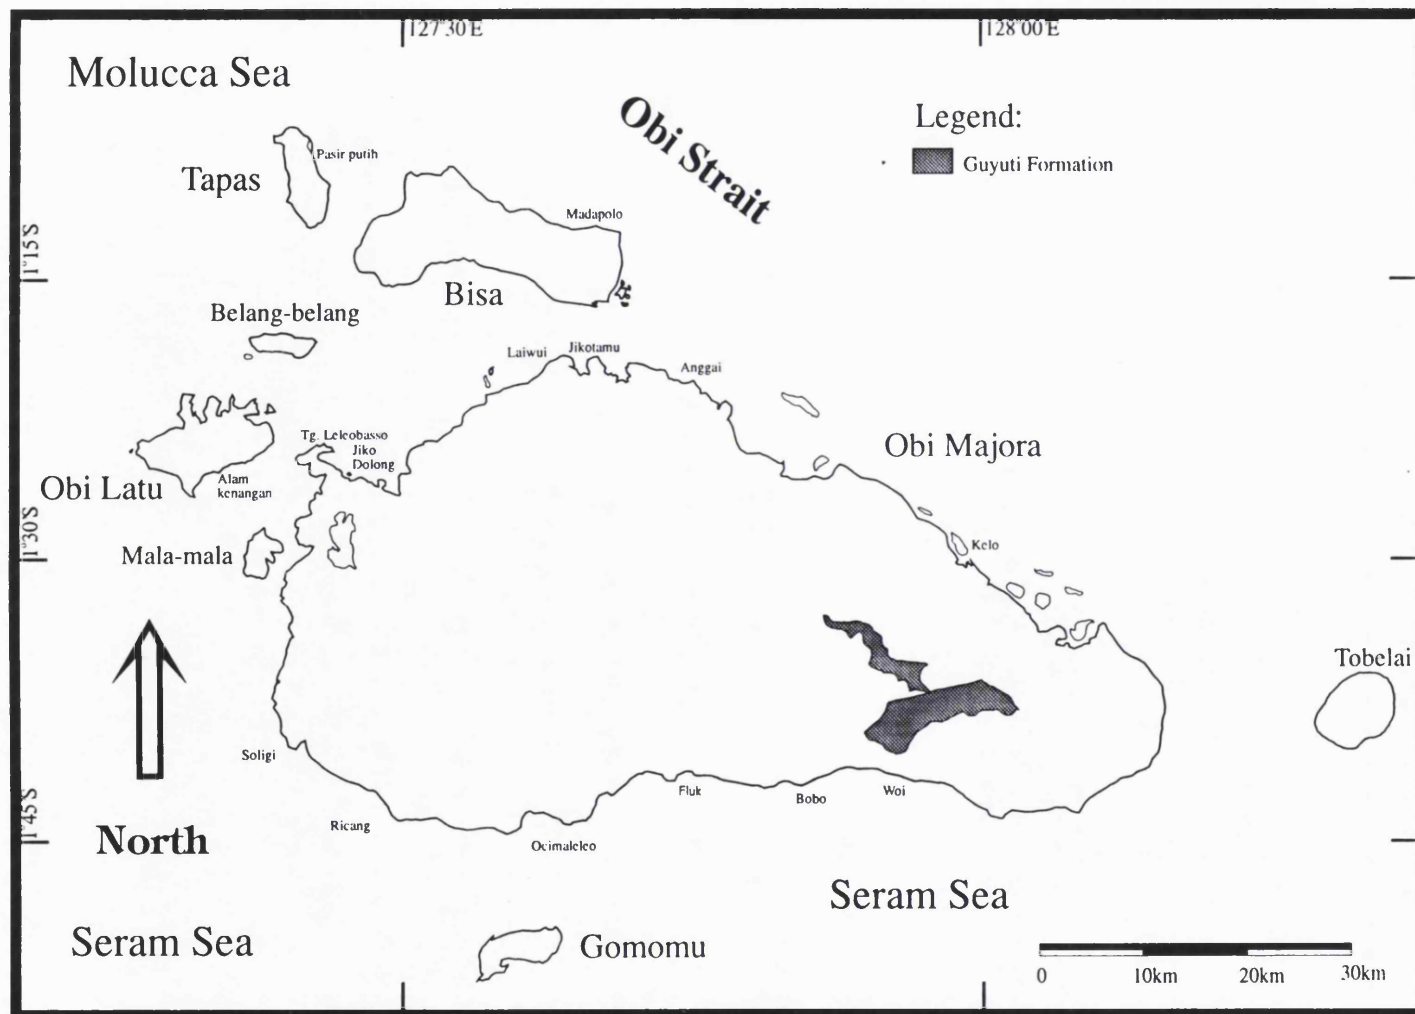 127°30'E
128°00'E
Molucca Sea
Obi Strait
Legend:
Guyuti Formation
Pasir putih
Tapas
Madapolo
1°15'S
Bisa
Belang-belang
Laiwui
Jikotamu
Anggai
Tg. Leleobasso
Jiko
Dolong
Obi Majora
Obi Latu
Alam
kenangan
1°30'S
Mala-mala
Kelo
Tobelai
Soligi
Fluk
Bobo
Woi
1°45'S
North
Ricang
Ocimaleleo
Seram Sea
Seram Sea
Gomomu
0
10km
20km
30km